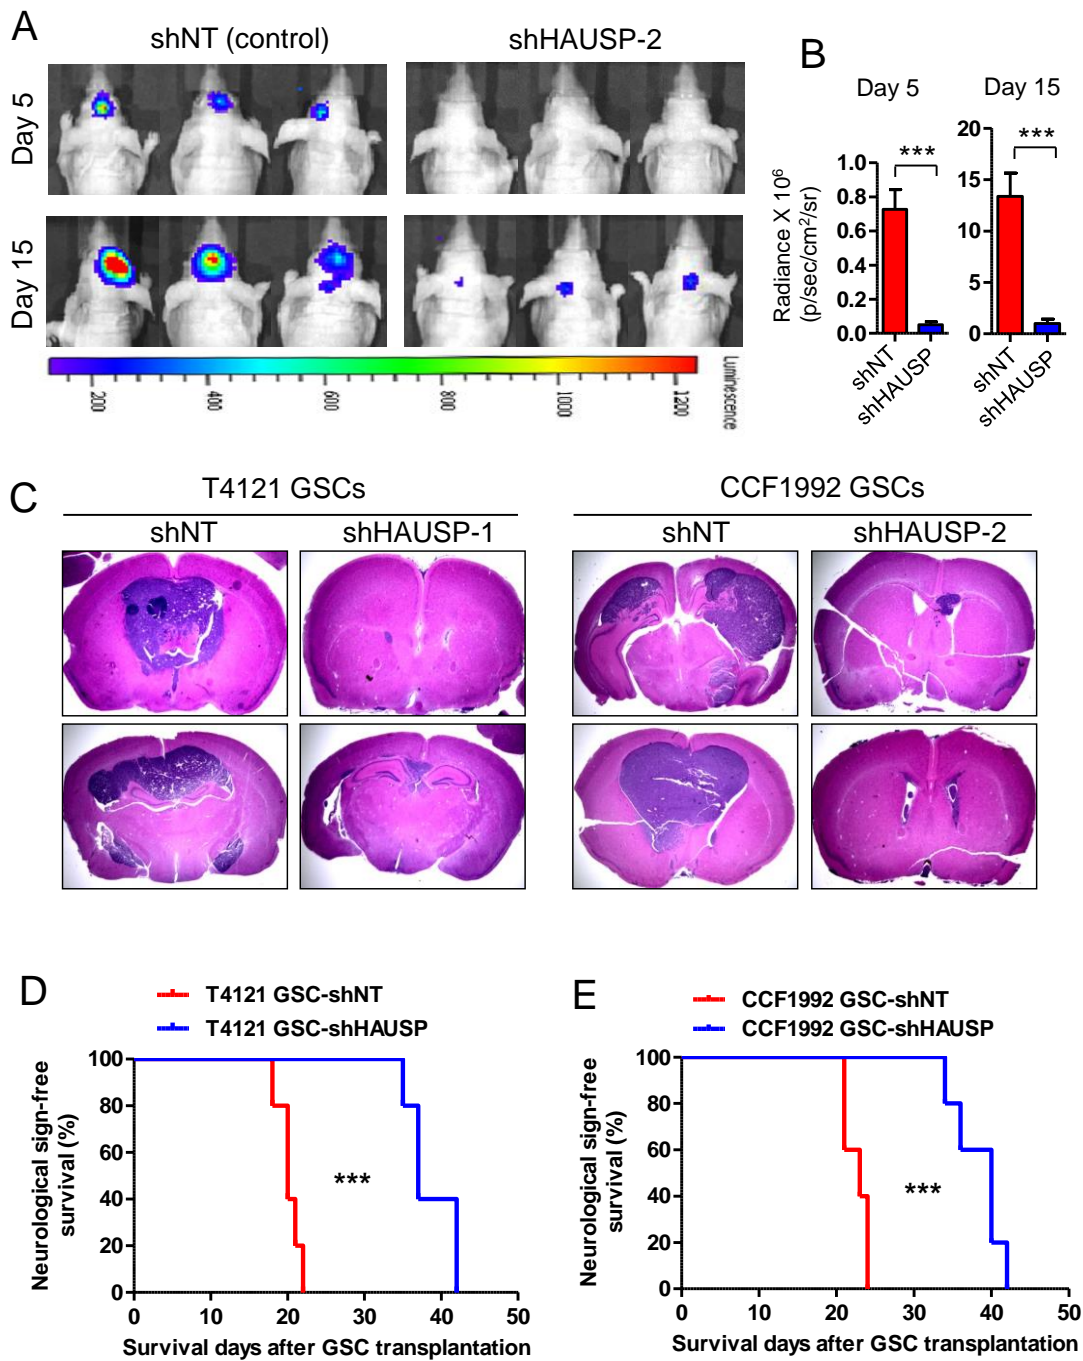 A
shNT (control)
shHAUSP-2
Day 5
Day 15
200
400
600
800
1000
1200
Luminescence
B
Day 5
Day 15
Radiance X 10⁶
(p/sec/cm²/sr)
1.0
0.8
0.6
0.4
0.2
0.0
***
shNT
shHAUSP
20
15
10
5
0
***
shNT
shHAUSP
C
T4121 GSCs
CCF1992 GSCs
shNT
shHAUSP-1
shNT
shHAUSP-2
D
T4121 GSC-shNT
T4121 GSC-shHAUSP
Neurological sign-free
survival (%)
100
80
60
40
20
0
***
0 10 20 30 40 50
Survival days after GSC transplantation
E
CCF1992 GSC-shNT
CCF1992 GSC-shHAUSP
Neurological sign-free
survival (%)
100
80
60
40
20
0
***
0 10 20 30 40 50
Survival days after GSC transplantation